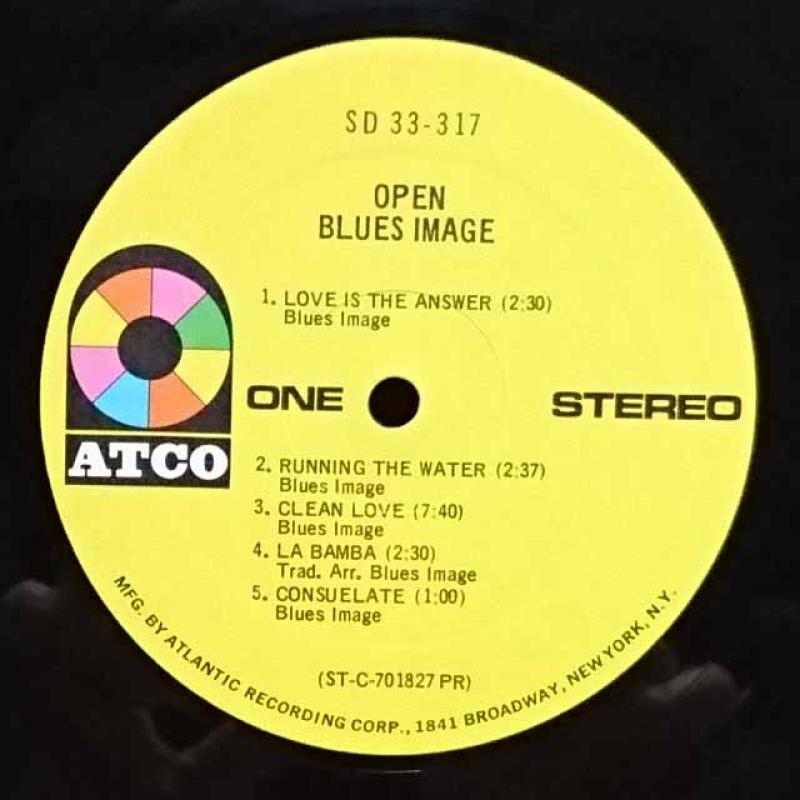 SD 33-317
OPEN
BLUES IMAGE
1. LOVE IS THE ANSWER (2:30)
Blues Image
ONE
STEREO
ATCO
2. RUNNING THE WATER (2:37)
Blues Image
3. CLEAN LOVE (7:40)
Blues Image
4. LA BAMBA (2:30)
Trad. Arr. Blues Image
5. CONSUELATE (1:00)
Blues Image
(ST-C-701827 PR)
MFG. BY ATLANTIC RECORDING CORP., 1841 BROADWAY, NEW YORK, N.Y.